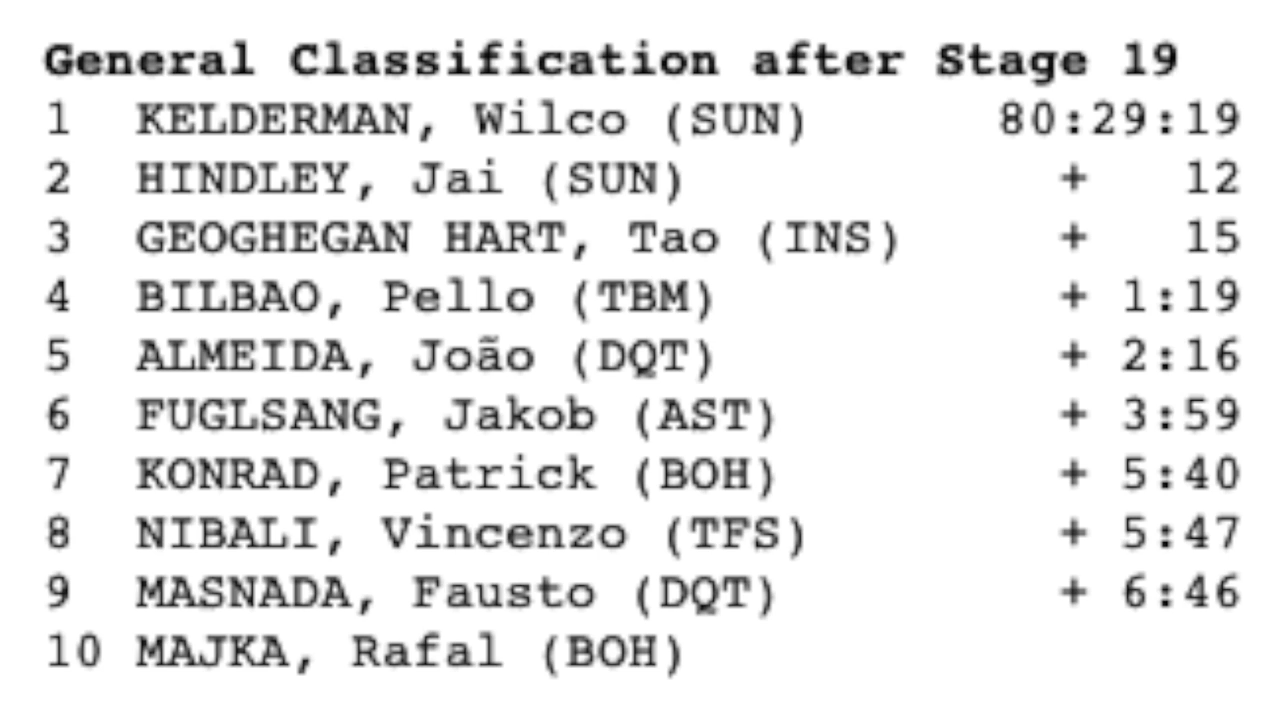 General Classification after Stage 19
1 KELDERMAN, Wilco (SUN) 80:29:19
2 HINDLEY, Jai (SUN) + 12
3 GEOGHEGAN HART, Tao (INS) + 15
4 BILBAO, Pello (TBM) + 1:19
5 ALMEIDA, João (DQT) + 2:16
6 FUGLSANG, Jakob (AST) + 3:59
7 KONRAD, Patrick (BOH) + 5:40
8 NIBALI, Vincenzo (TFS) + 5:47
9 MASNADA, Fausto (DQT) + 6:46
10 MAJKA, Rafal (BOH)